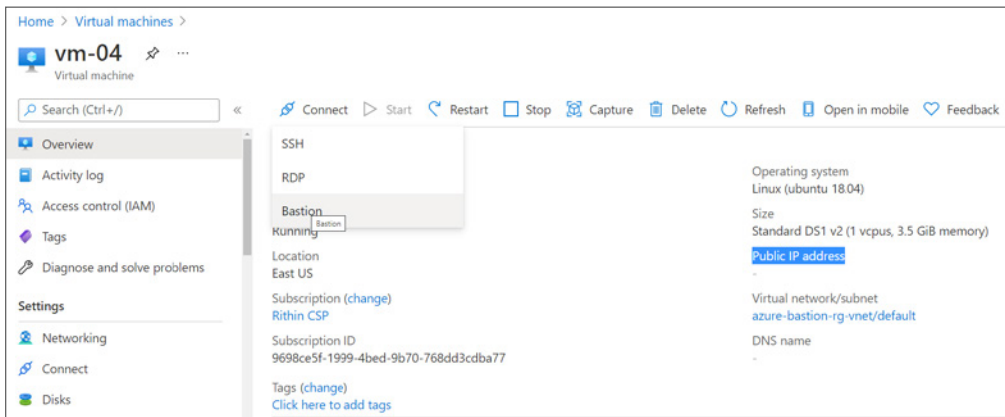 Home > Virtual machines >
vm-04
Virtual machine
Search (Ctrl+/)
«
Connect
Start
Restart
Stop
Capture
Delete
Refresh
Open in mobile
Feedback
Overview
Activity log
Access control (IAM)
Tags
Diagnose and solve problems
Settings
Networking
Connect
Disks
SSH
RDP
Bastion
Bastion
Running
Location
East US
Subscription (change)
Rithin CSP
Subscription ID
9698ce5f-1999-4bed-9b70-768dd3cdba77
Tags (change)
Click here to add tags
Operating system
Linux (ubuntu 18.04)
Size
Standard DS1 v2 (1 vcpus, 3.5 GiB memory)
Public IP address
-
Virtual network/subnet
azure-bastion-rg-vnet/default
DNS name
-